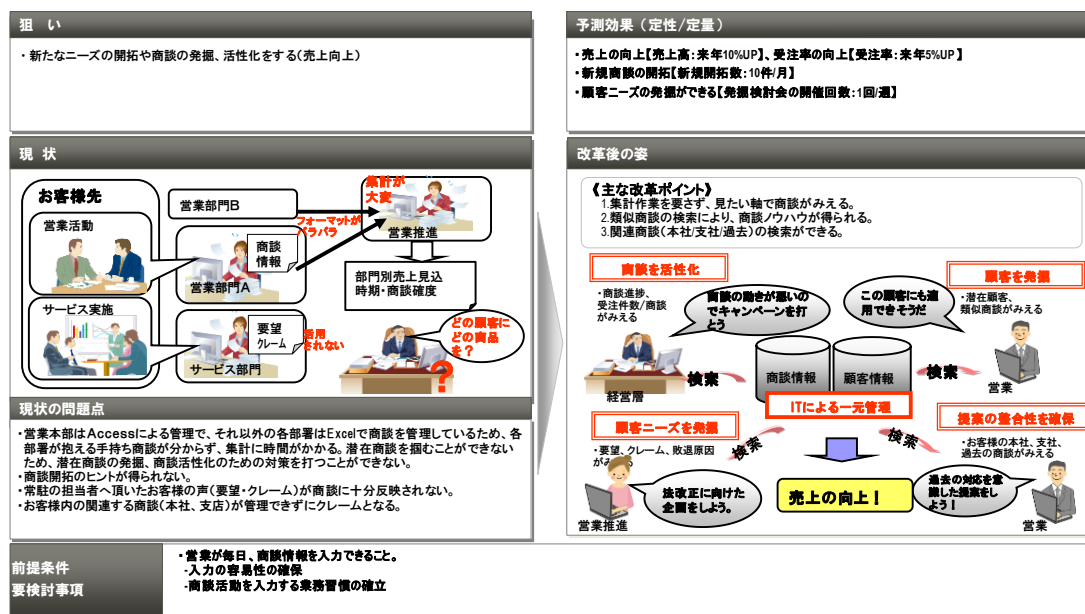 狙 い
・新たなニーズの開拓や商談の発掘、活性化をする(売上向上)
予測効果(定性/定量)
・売上の向上【売上高:来年10%UP】、受注率の向上【受注率:来年5%UP】
・新規商談の開拓【新規開拓数:10件/月】
・顧客ニーズの発掘ができる【発掘検討会の開催回数:1回/週】
現 状
お客様先
営業活動
サービス実施
営業部門B
フォーマットが
バラバラ
商談
情報
営業部門A
要望
クレーム
活用
されない
サービス部門
集計が
大変
営業推進
部門別売上見込
時期・商談確度
どの顧客に
どの商品
を?
?
現状の問題点
・営業本部はAccessによる管理で、それ以外の各部署はExcelで商談を管理しているため、各
部署が抱える手持ち商談が分からず、集計に時間がかかる。潜在商談を掴むことができない
ため、潜在商談の発掘、商談活性化のための対策を打つことができない。
・商談開拓のヒントが得られない。
・常駐の担当者へ頂いたお客様の声(要望・クレーム)が商談に十分反映されない。
・お客様内の関連する商談(本社、支店)が管理できずにクレームとなる。
改革後の姿
《主な改革ポイント》
1.集計作業を要さず、見たい軸で商談がみえる。
2.類似商談の検索により、商談ノウハウが得られる。
3.関連商談(本社/支社/過去)の検索ができる。
商談を活性化
・商談進捗、
受注件数/商談
がみえる
商談の動きが悪いの
でキャンペーンを打
とう
経営層
検索
この顧客にも適
用できそうだ
顧客を発掘
・潜在顧客、
類似商談がみえる
検索
営業
商談情報
顧客情報
ITによる一元管理
顧客ニーズを発掘
・要望、クレーム、敗退原因
がみえる
検索
営業推進
法改正に向けた
企画をしよう。
売上の向上!
検索
提案の整合性を確保
・お客様の本社、支社、
過去の商談がみえる
過去の対応を意
識した提案をし
よう!
営業
前提条件
要検討事項
・営業が毎日、商談情報を入力できること。
-入力の容易性の確保
-商談活動を入力する業務習慣の確立